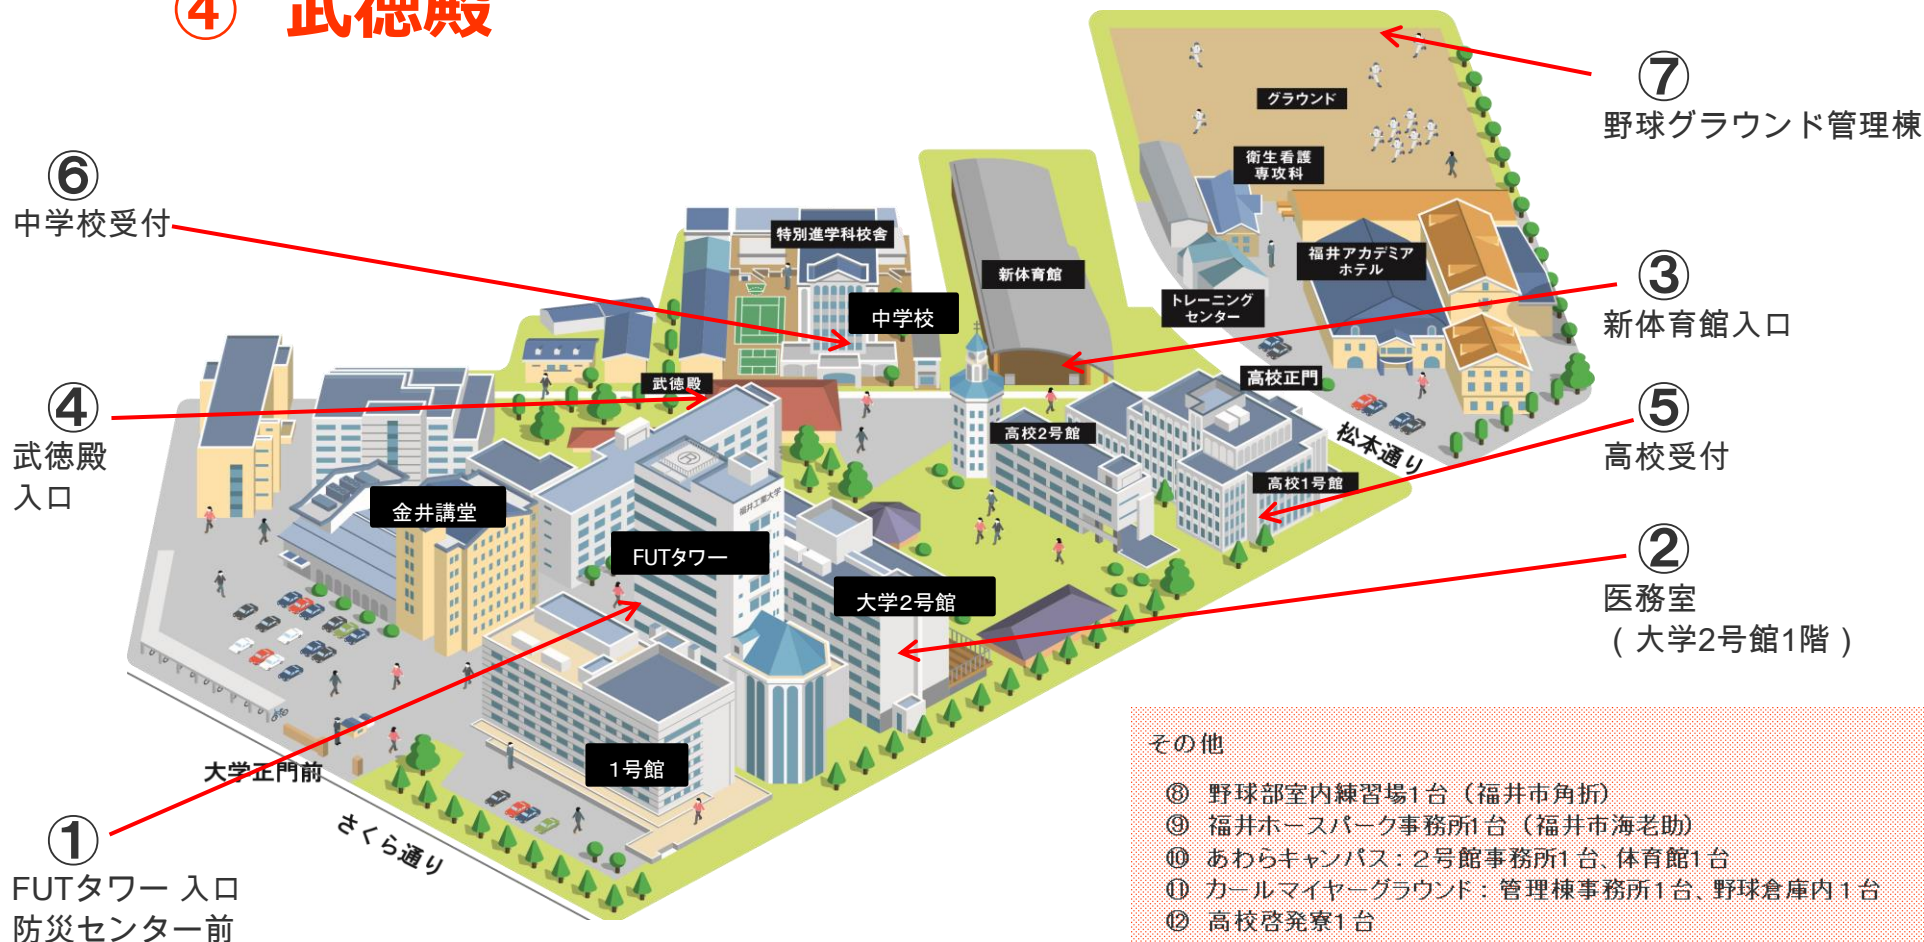 ④ 武徳殿
⑦
野球グラウンド管理棟
グラウンド
衛生看護
専攻科
⑥
中学校受付
特別進学科校舎
新体育館
福井アカデミア
ホテル
③
新体育館入口
トレーニング
センター
中学校
武徳殿
高校正門
④
武徳殿
入口
⑤
高校受付
高校2号館
松本通り
高校1号館
福井工業大学
R
金井講堂
FUTタワー
②
医務室
（大学2号館1階）
大学2号館
大学正門前
1号館
さくら通り
①
FUTタワー 入口
防災センター前
その他
⑧ 野球部室内練習場1台（福井市角折）
⑨ 福井ホースパーク事務所1台（福井市海老助）
⑩ あわらキャンパス：2号館事務所1台、体育館1台
⑪ カールマイヤーグラウンド：管理棟事務所1台、野球倉庫内1台
⑫ 高校啓発寮1台